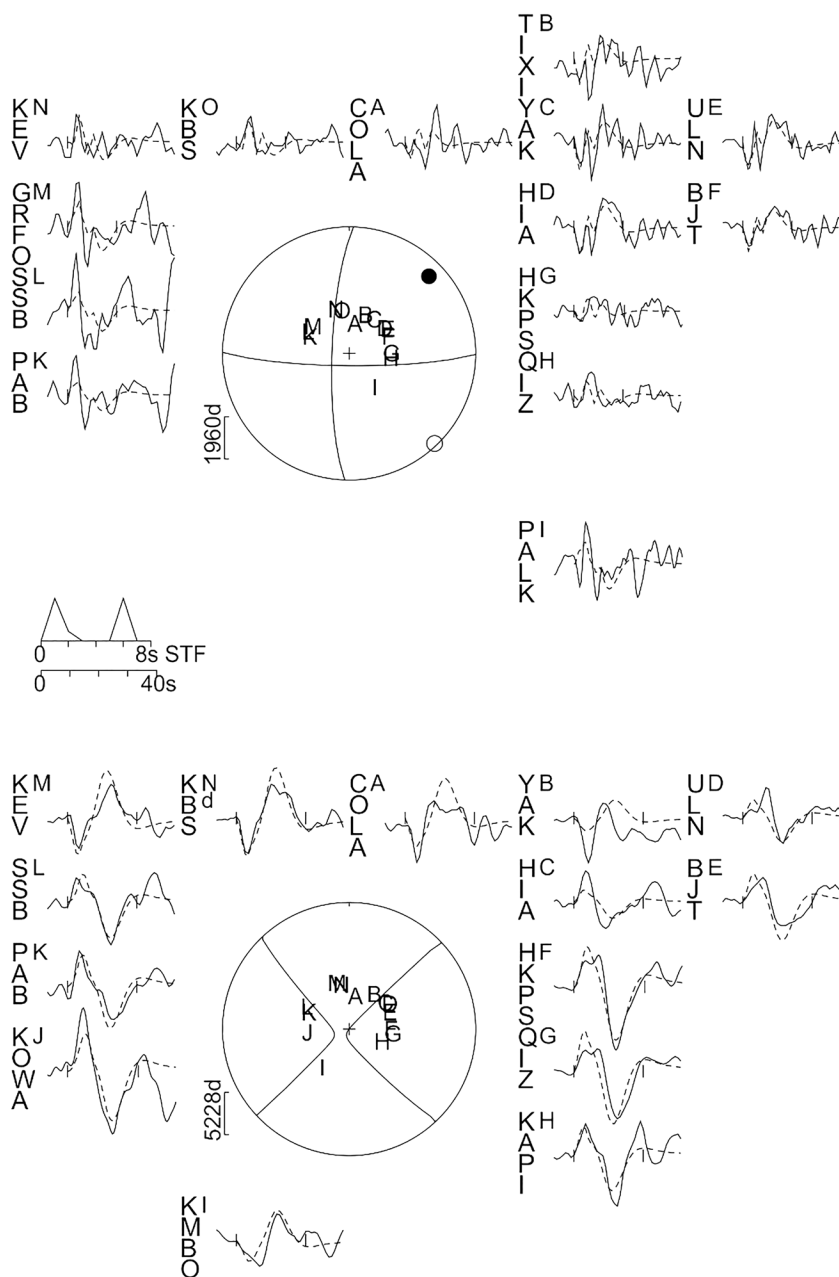 TIXI B
KEV N
KBS O
COLA A
YAK C
ULN E
GRFO M
HIA D
BJT F
SSB L
HKPS G
PAB K
QIZ H
N O B C
A
M D E
L K F
G
H
I
1960d
PALK I
0 8s STF
0 40s
KEV M
KBS N
d
COLA A
YAK B
ULN D
SSB L
HIA C
BJT E
PAB K
HKPS F
KOWA J
QIZ G
M N A B
L C D
K E
J F G
H
I
5228d
KAPI H
KMBO I